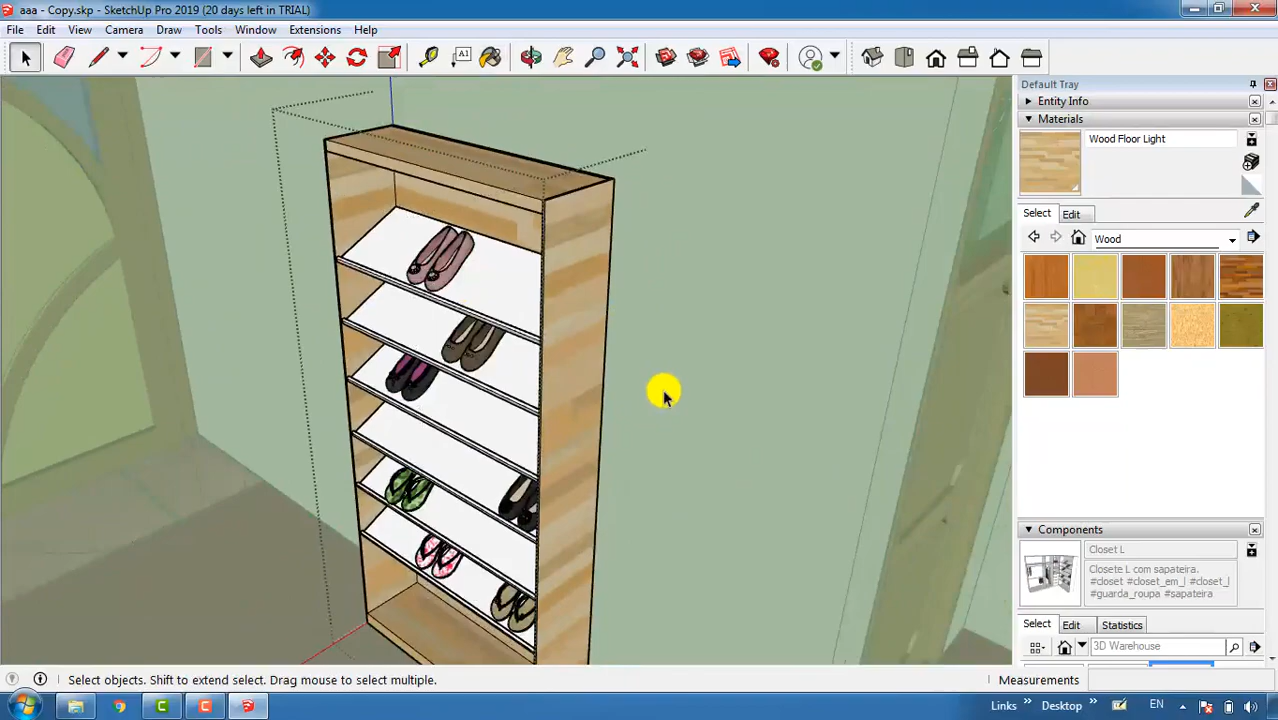 aaa - Copy.skp - SketchUp Pro 2019 (20 days left in TRIAL)
File Edit View Camera Draw Tools Window Extensions Help
A1
Default Tray
Entity Info
Materials
Wood Floor Light
Select Edit
Wood
Components
Closet L
Closete L com sapateira.
#closet #closet_em_l #closet_l
#guarda_roupa #sapateira
Select Edit Statistics
3D Warehouse
Select objects. Shift to extend select. Drag mouse to select multiple.
Measurements
Links » Desktop » EN